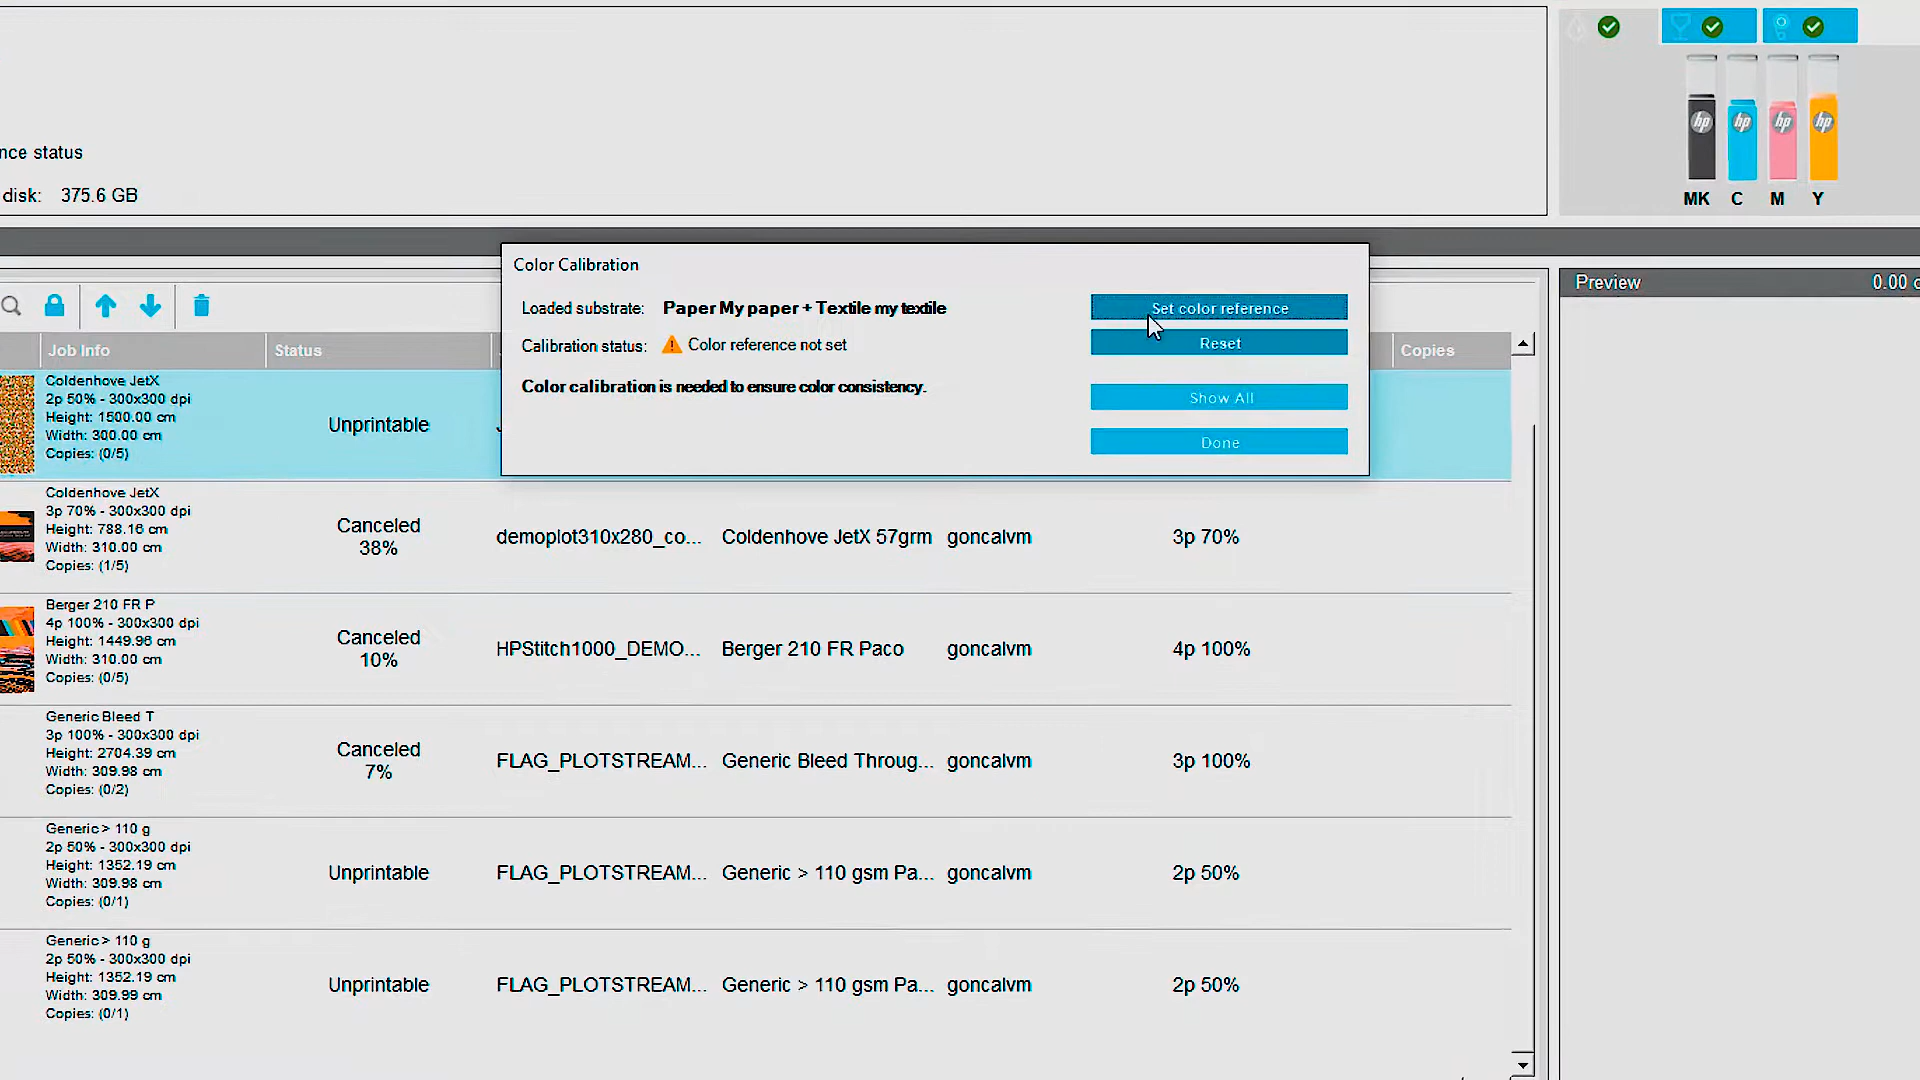 nce status
disk: 375.6 GB
hp hp hp hp
MK C M Y
Color Calibration
Loaded substrate: Paper My paper + Textile my textile
Set color reference
Calibration status: Color reference not set
Reset
Color calibration is needed to ensure color consistency.
Show All
Done
Preview 0.00 c
Job Info Status Copies
Coldenhove JetX
2p 50% - 300x300 dpi
Height: 1500.00 cm
Width: 300.00 cm
Copies: (0/5)
Unprintable
Coldenhove JetX
3p 70% - 300x300 dpi
Height: 788.16 cm
Width: 310.00 cm
Copies: (1/5)
Canceled
38%
demoplot310x280_co... Coldenhove JetX 57grm goncalvm 3p 70%
Berger 210 FR P
4p 100% - 300x300 dpi
Height: 1449.96 cm
Width: 310.00 cm
Copies: (0/5)
Canceled
10%
HPStitch1000_DEMO... Berger 210 FR Paco goncalvm 4p 100%
Generic Bleed T
3p 100% - 300x300 dpi
Height: 2704.39 cm
Width: 309.98 cm
Copies: (0/2)
Canceled
7%
FLAG_PLOTSTREAM... Generic Bleed Throug... goncalvm 3p 100%
Generic > 110 g
2p 50% - 300x300 dpi
Height: 1352.19 cm
Width: 309.98 cm
Copies: (0/1)
Unprintable
FLAG_PLOTSTREAM... Generic > 110 gsm Pa... goncalvm 2p 50%
Generic > 110 g
2p 50% - 300x300 dpi
Height: 1352.19 cm
Width: 309.99 cm
Copies: (0/1)
Unprintable
FLAG_PLOTSTREAM... Generic > 110 gsm Pa... goncalvm 2p 50%